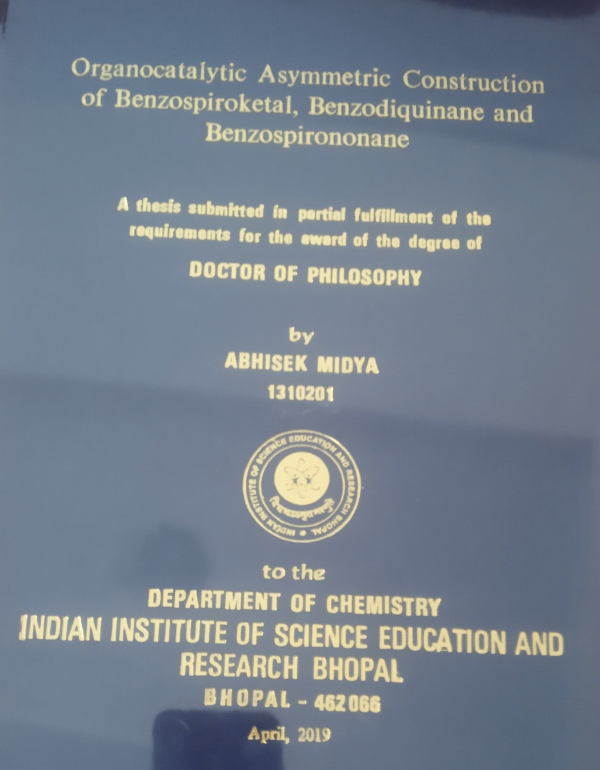 Organocatalytic Asymmetric Construction
of Benzospiroketal, Benzodiquinane and
Benzospirononane
A thesis submitted in partial fulfillment of the
requirements for the award of the degree of
DOCTOR OF PHILOSOPHY
by
ABHISEK MIDYA
1310201
INDIAN INSTITUTE OF SCIENCE EDUCATION AND RESEARCH BHOPAL
to the
DEPARTMENT OF CHEMISTRY
INDIAN INSTITUTE OF SCIENCE EDUCATION AND
RESEARCH BHOPAL
BHOPAL - 462066
April, 2019